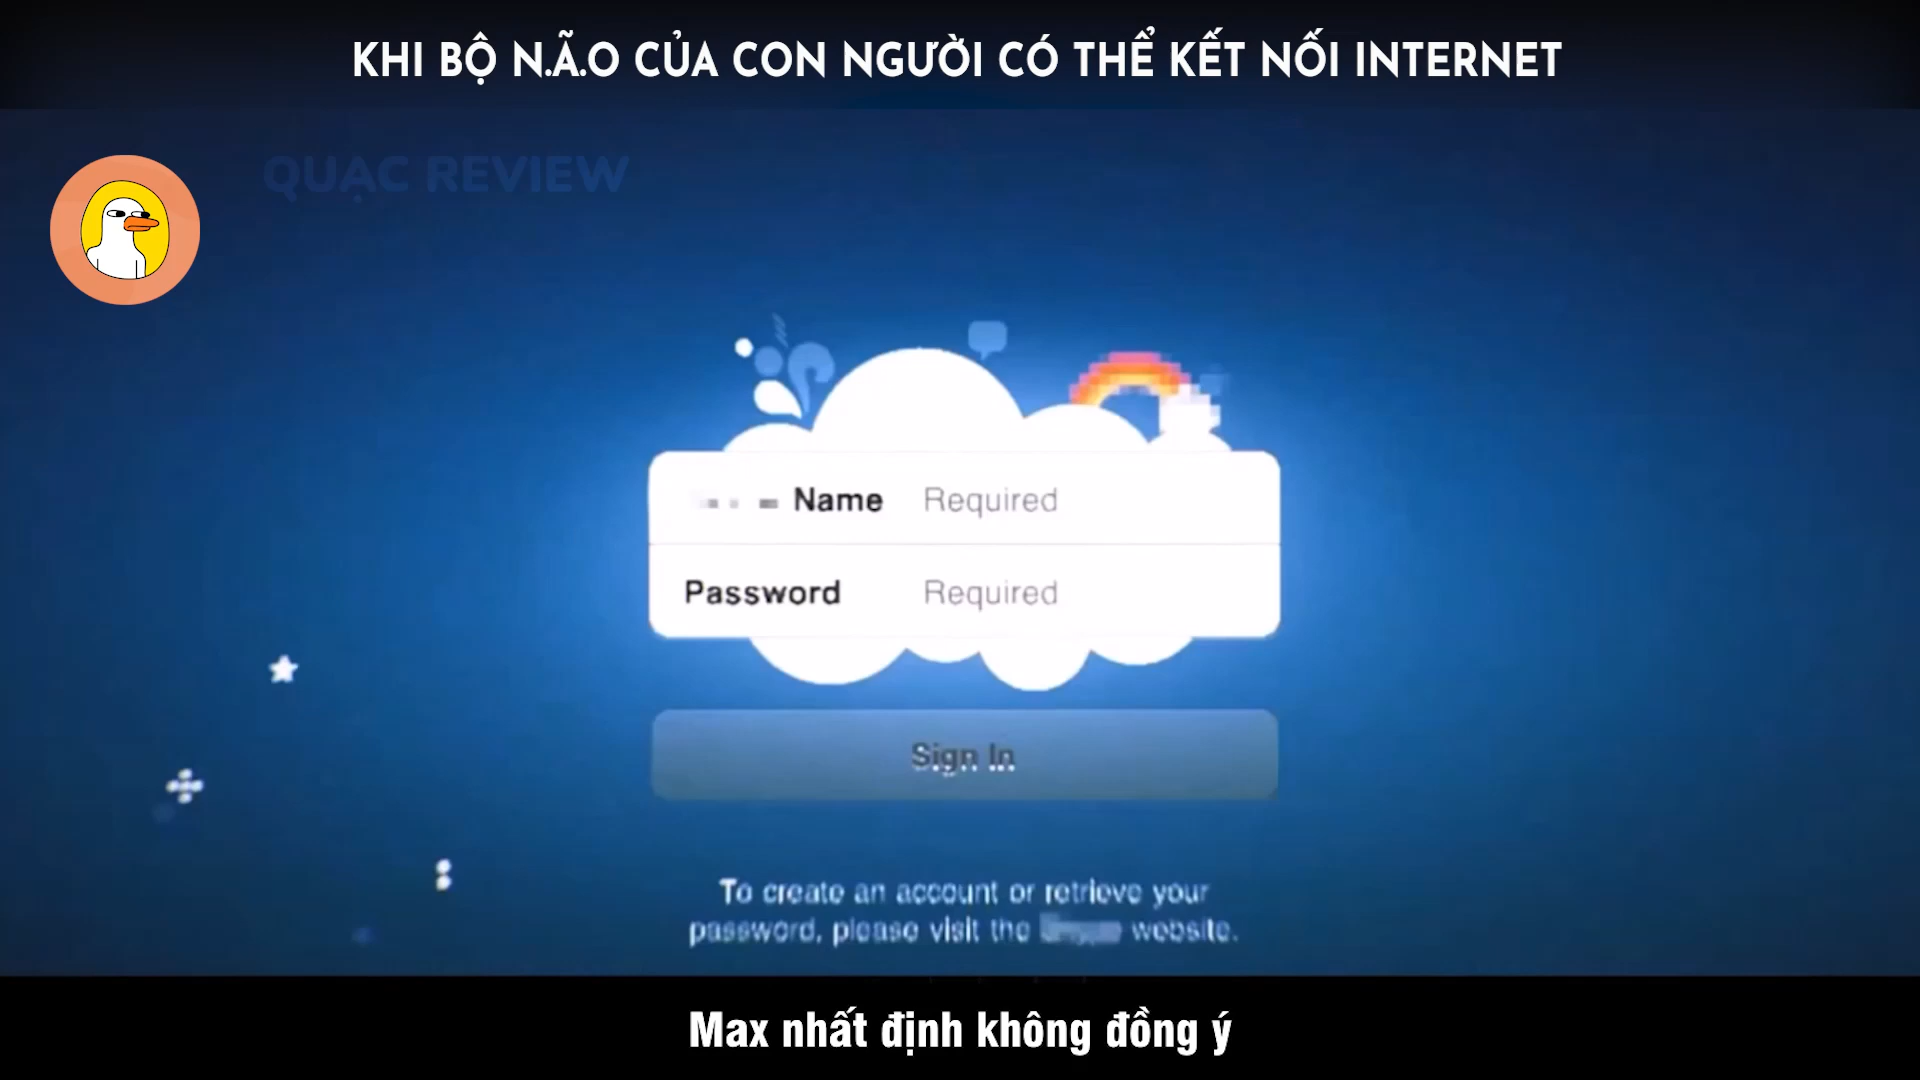 KHI BỘ N.Ã.O CỦA CON NGƯỜI CÓ THỂ KẾT NỐI INTERNET
QUẠC REVIEW
Name Required
Password Required
Sign In
To create an account or retrieve your
password, please visit the website.
Max nhất định không đồng ý